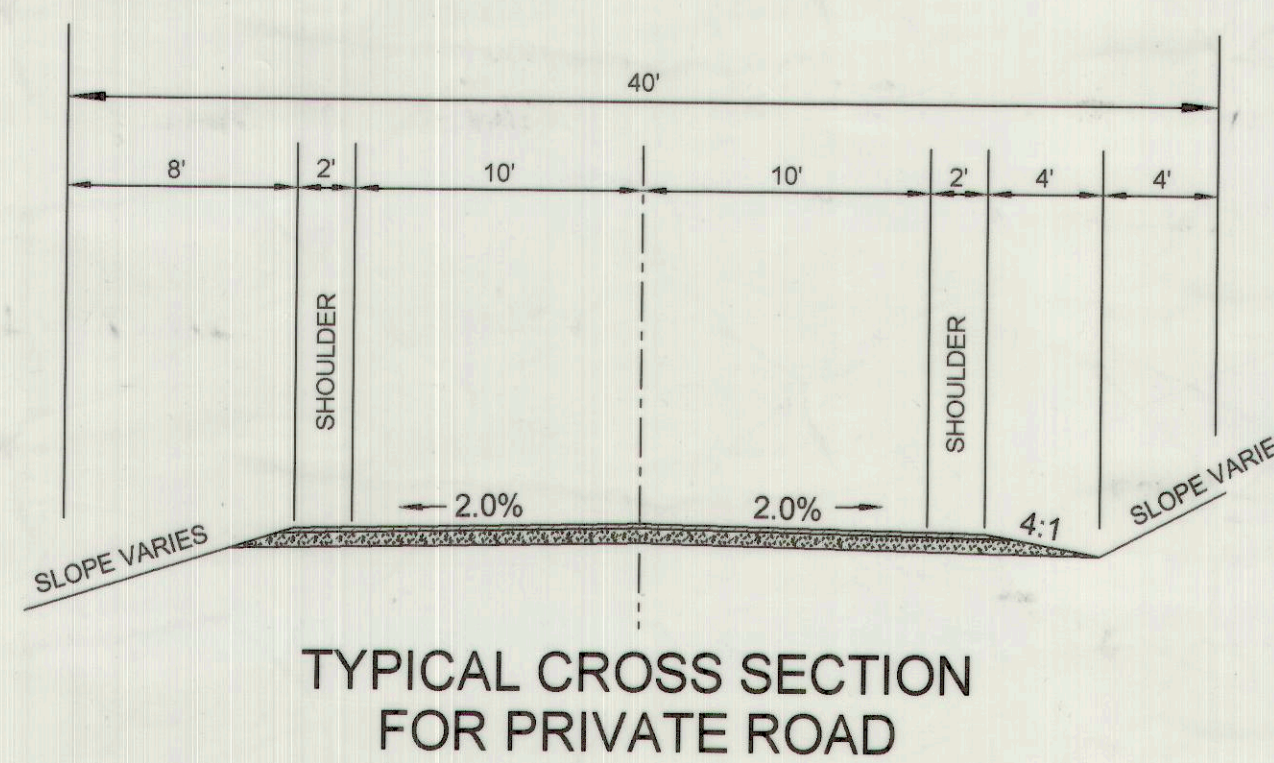 40'
8'
2'
10'
10'
2'
4'
4'
SHOULDER
SHOULDER
2.0%
2.0%
4:1
SLOPE VARIES
SLOPE VARIE
TYPICAL CROSS SECTION
FOR PRIVATE ROAD